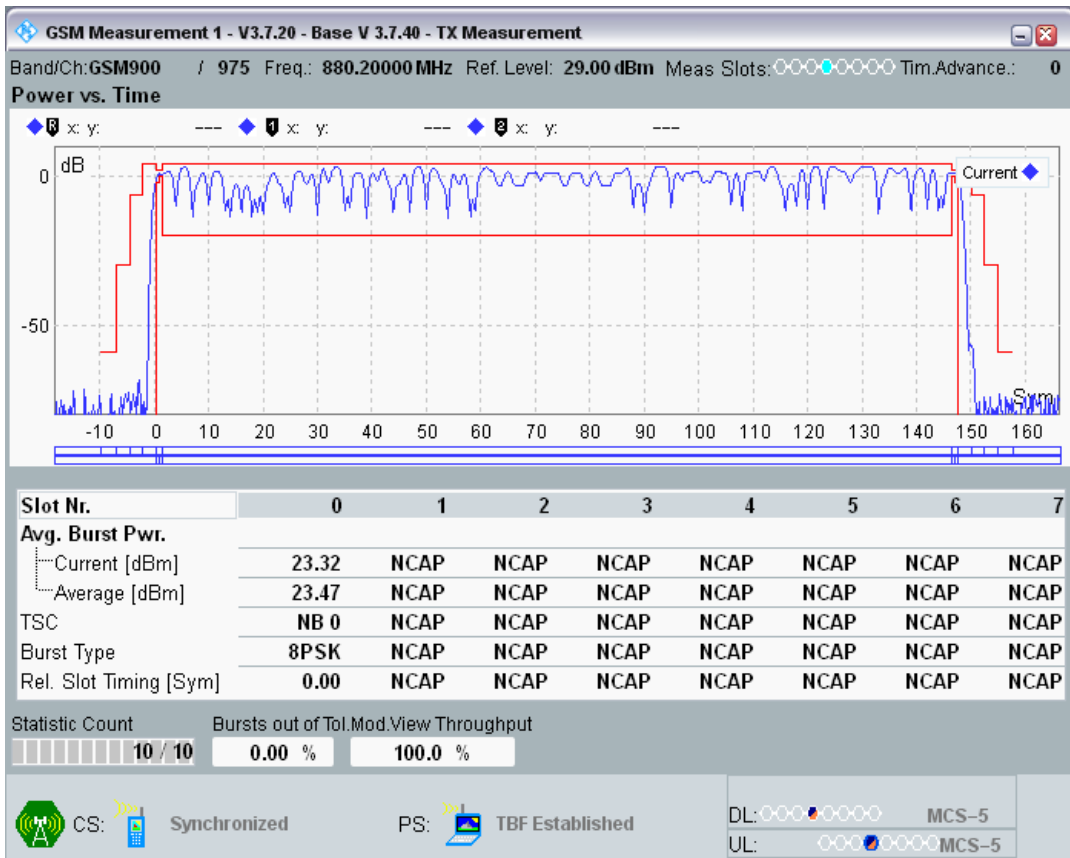 GSM Measurement 1 - V3.7.20 - Base V 3.7.40 - TX Measurement
Band/Ch:GSM900 / 975 Freq.: 880.20000 MHz Ref. Level: 29.00 dBm Meas Slots: Tim.Advance.: 0
Power vs. Time
R x: y: --- 1 x: y: --- 2 x: y: ---
dB
Current
0
-50
Sym
-10 0 10 20 30 40 50 60 70 80 90 100 110 120 130 140 150 160
Slot Nr. 0 1 2 3 4 5 6 7
Avg. Burst Pwr.
Current [dBm] 23.32 NCAP NCAP NCAP NCAP NCAP NCAP NCAP
Average [dBm] 23.47 NCAP NCAP NCAP NCAP NCAP NCAP NCAP
TSC NB 0 NCAP NCAP NCAP NCAP NCAP NCAP NCAP
Burst Type 8PSK NCAP NCAP NCAP NCAP NCAP NCAP NCAP
Rel. Slot Timing [Sym] 0.00 NCAP NCAP NCAP NCAP NCAP NCAP NCAP
Statistic Count Bursts out of Tol.Mod.View Throughput
10 / 10 0.00 % 100.0 %
CS: Synchronized PS: TBF Established
DL: MCS-5
UL: MCS-5